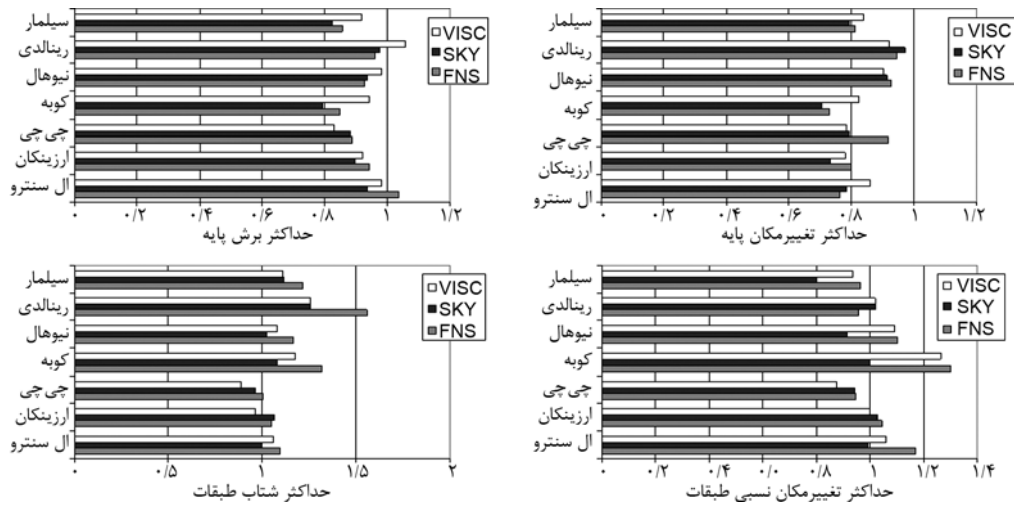 سیلمار
رینالدی
نیوهال
کوبه
چی‌چی
ارزینکان
ال سنترو
VISC
SKY
FNS
۰ ۰/۲ ۰/۴ ۰/۶ ۰/۸ ۱ ۱/۲
حداکثر برش پایه
سیلمار
رینالدی
نیوهال
کوبه
چی‌چی
ارزینکان
ال سنترو
VISC
SKY
FNS
۰ ۰/۲ ۰/۴ ۰/۶ ۰/۸ ۱ ۱/۲
حداکثر تغییرمکان پایه
سیلمار
رینالدی
نیوهال
کوبه
چی‌چی
ارزینکان
ال سنترو
VISC
SKY
FNS
۰ ۰/۵ ۱ ۱/۵ ۲
حداکثر شتاب طبقات
سیلمار
رینالدی
نیوهال
کوبه
چی‌چی
ارزینکان
ال سنترو
VISC
SKY
FNS
۰ ۰/۲ ۰/۴ ۰/۰ ۰/۸ ۱ ۱/۲ ۱/۴
حداکثر تغییرمکان نسبی طبقات